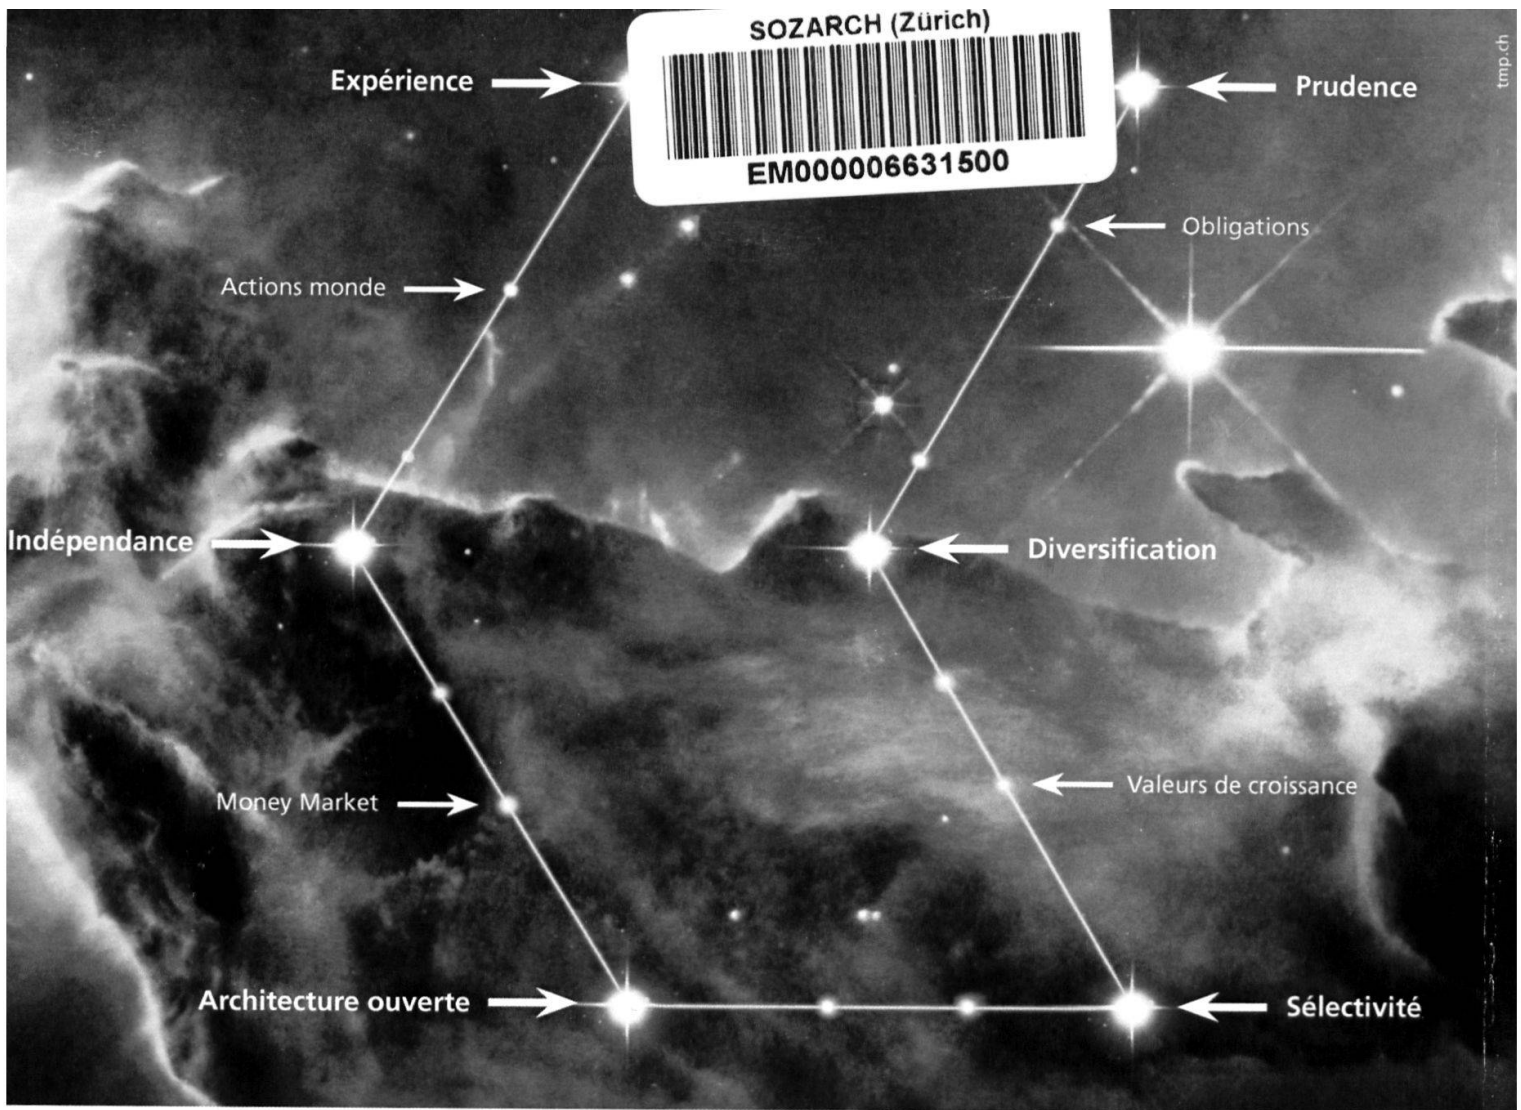 SOZARCH (Zürich)
EM000006631500
tmp.ch
Expérience
Prudence
Obligations
Actions monde
Indépendance
Diversification
Money Market
Valeurs de croissance
Architecture ouverte
Sélectivité